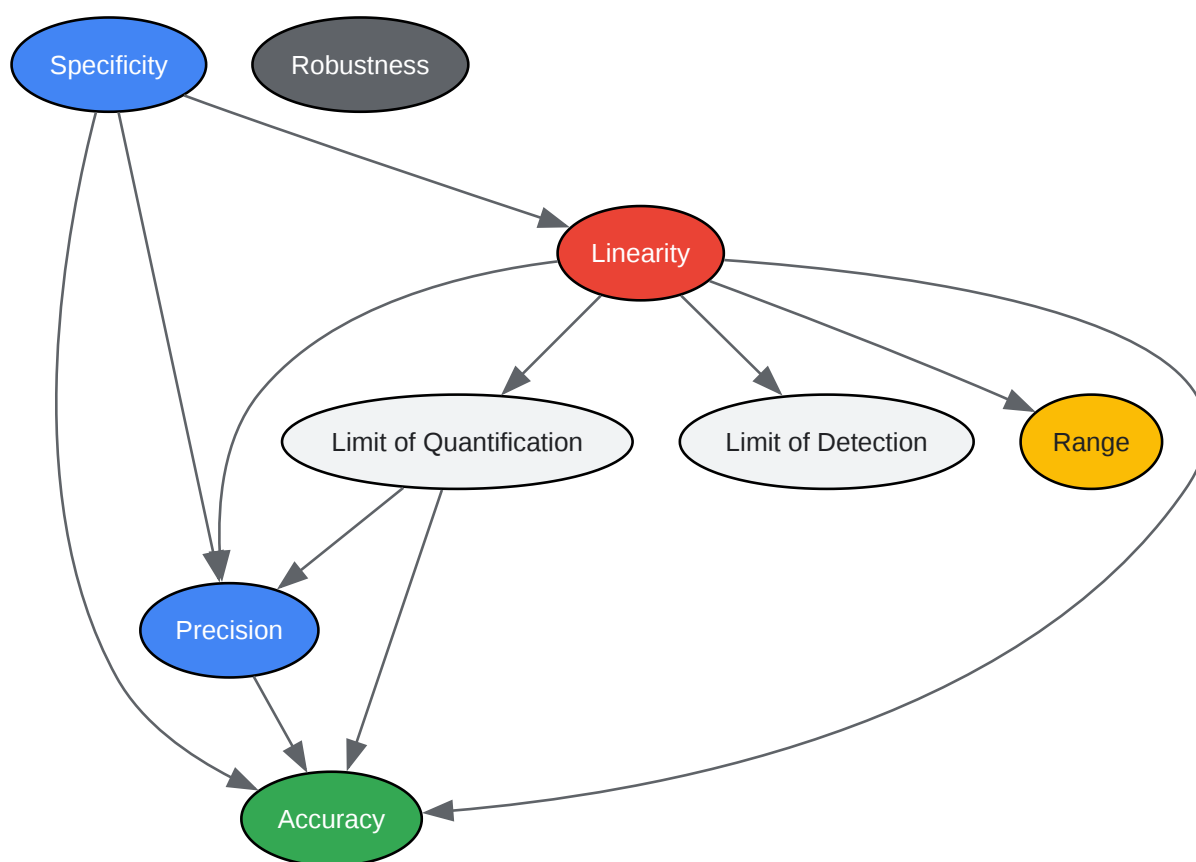 Specificity
Robustness
Linearity
Limit of Quantification
Limit of Detection
Range
Precision
Accuracy